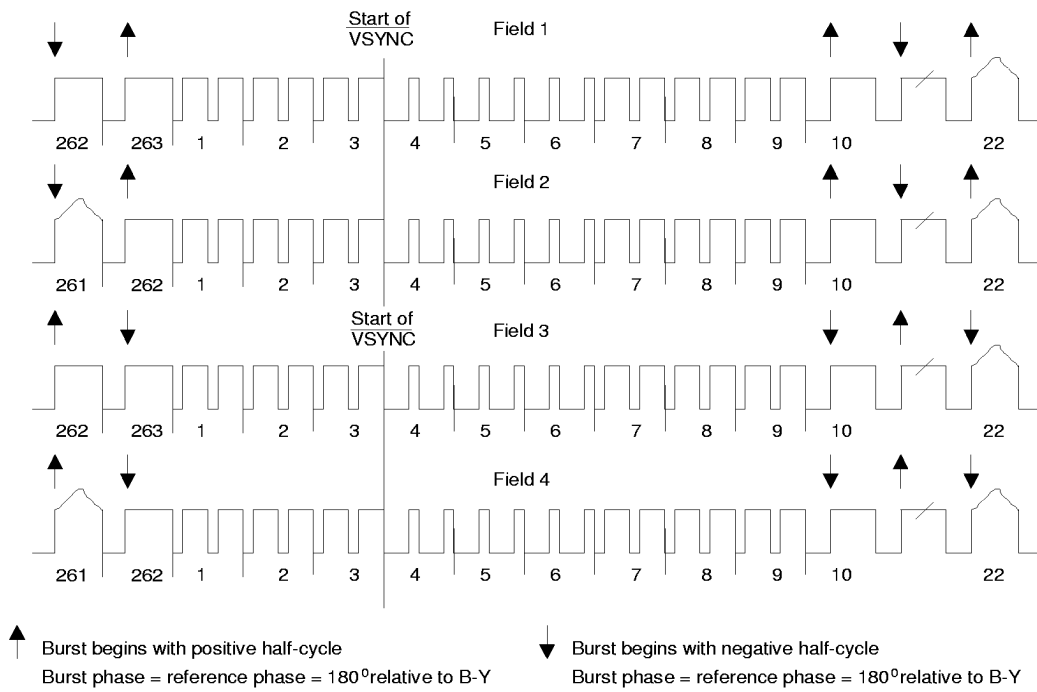 Start of
VSYNC
Field 1
262 263 1 2 3 4 5 6 7 8 9 10 22
Field 2
261 262 1 2 3 4 5 6 7 8 9 10 22
Start of
VSYNC
Field 3
262 263 1 2 3 4 5 6 7 8 9 10 22
Field 4
261 262 1 2 3 4 5 6 7 8 9 10 22
Burst begins with positive half-cycle
Burst phase = reference phase = 180⁰ relative to B-Y
Burst begins with negative half-cycle
Burst phase = reference phase = 180⁰ relative to B-Y